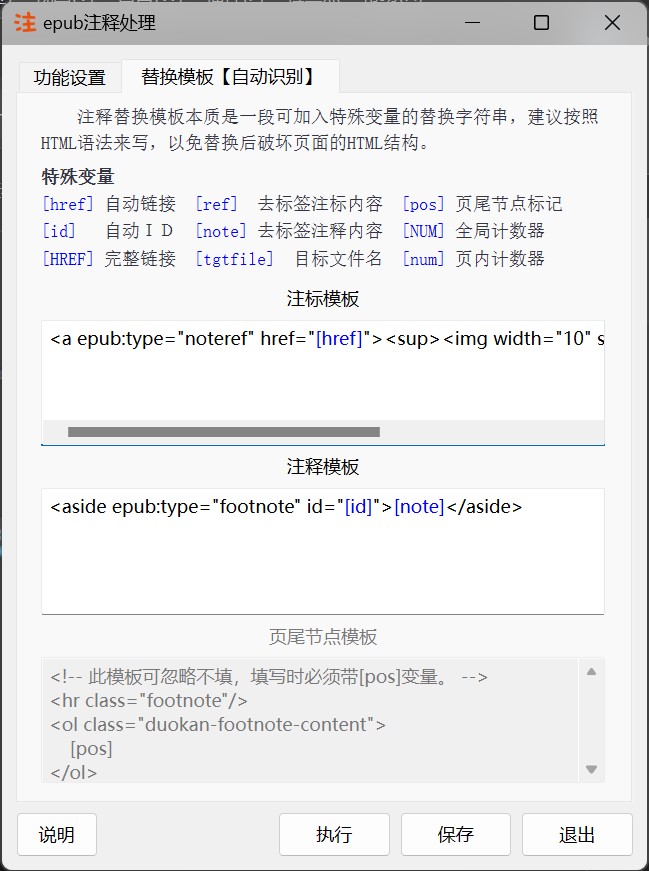 注 epub注释处理
功能设置 替换模板【自动识别】
注释替换模板本质是一段可加入特殊变量的替换字符串，建议按照
HTML语法来写，以免替换后破坏页面的HTML结构。
特殊变量
[href] 自动链接 [ref] 去标签注标内容 [pos] 页尾节点标记
[id] 自动ＩＤ [note] 去标签注释内容 [NUM] 全局计数器
[HREF] 完整链接 [tgtfile] 目标文件名 [num] 页内计数器
注标模板
<a epub:type="noteref" href="[href]"><sup><img width="10" s
注释模板
<aside epub:type="footnote" id="[id]">[note]</aside>
页尾节点模板
<!-- 此模板可忽略不填，填写时必须带[pos]变量。 -->
<hr class="footnote"/>
<ol class="duokan-footnote-content">
[pos]
</ol>
说明 执行 保存 退出